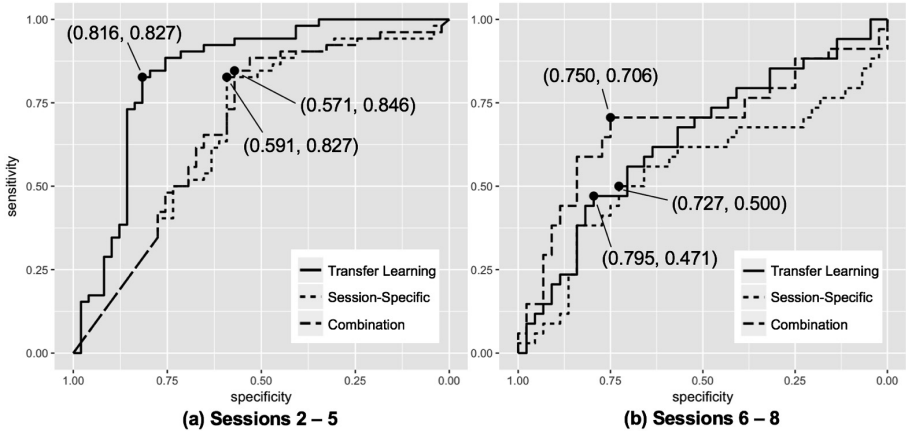 1.00
(0.816, 0.827)
0.75
(0.571, 0.846)
(0.591, 0.827)
sensitivity
0.50
0.25
Transfer Learning
Session-Specific
Combination
0.00
1.00 0.75 0.50 0.25 0.00
specificity
(a) Sessions 2 – 5
1.00
(0.750, 0.706)
0.75
0.50
(0.727, 0.500)
(0.795, 0.471)
0.25
Transfer Learning
Session-Specific
Combination
0.00
1.00 0.75 0.50 0.25 0.00
specificity
(b) Sessions 6 – 8